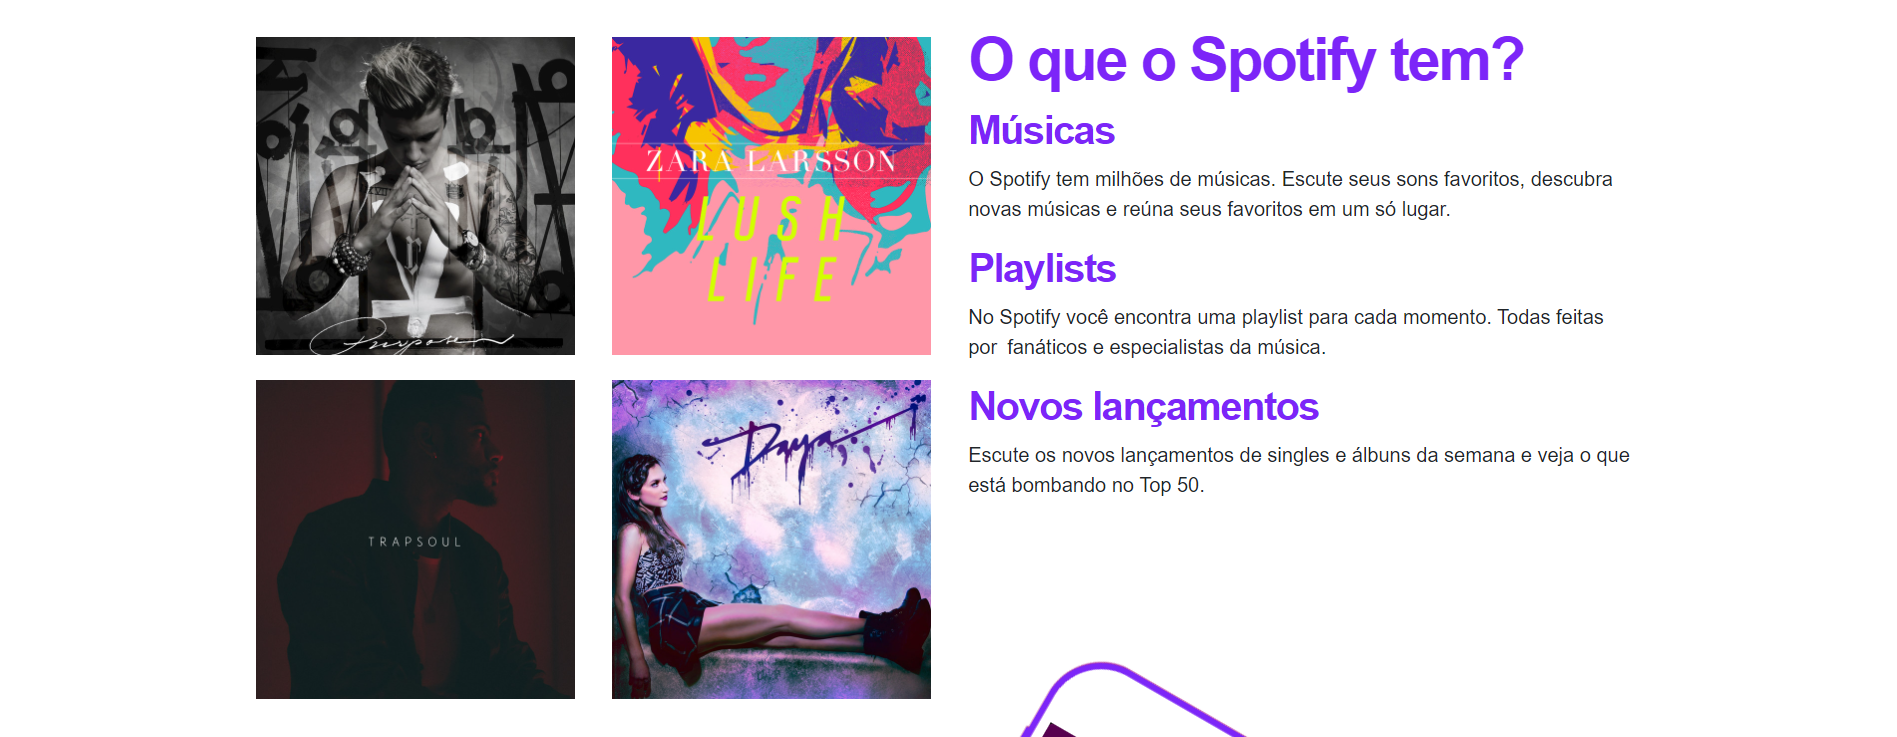 Purpose
ZARA LARSSON
LUSH
LIFE
TRAPSOUL
Daya
O que o Spotify tem?
Músicas
O Spotify tem milhões de músicas. Escute seus sons favoritos, descubra
novas músicas e reúna seus favoritos em um só lugar.
Playlists
No Spotify você encontra uma playlist para cada momento. Todas feitas
por  fanáticos e especialistas da música.
Novos lançamentos
Escute os novos lançamentos de singles e álbuns da semana e veja o que
está bombando no Top 50.